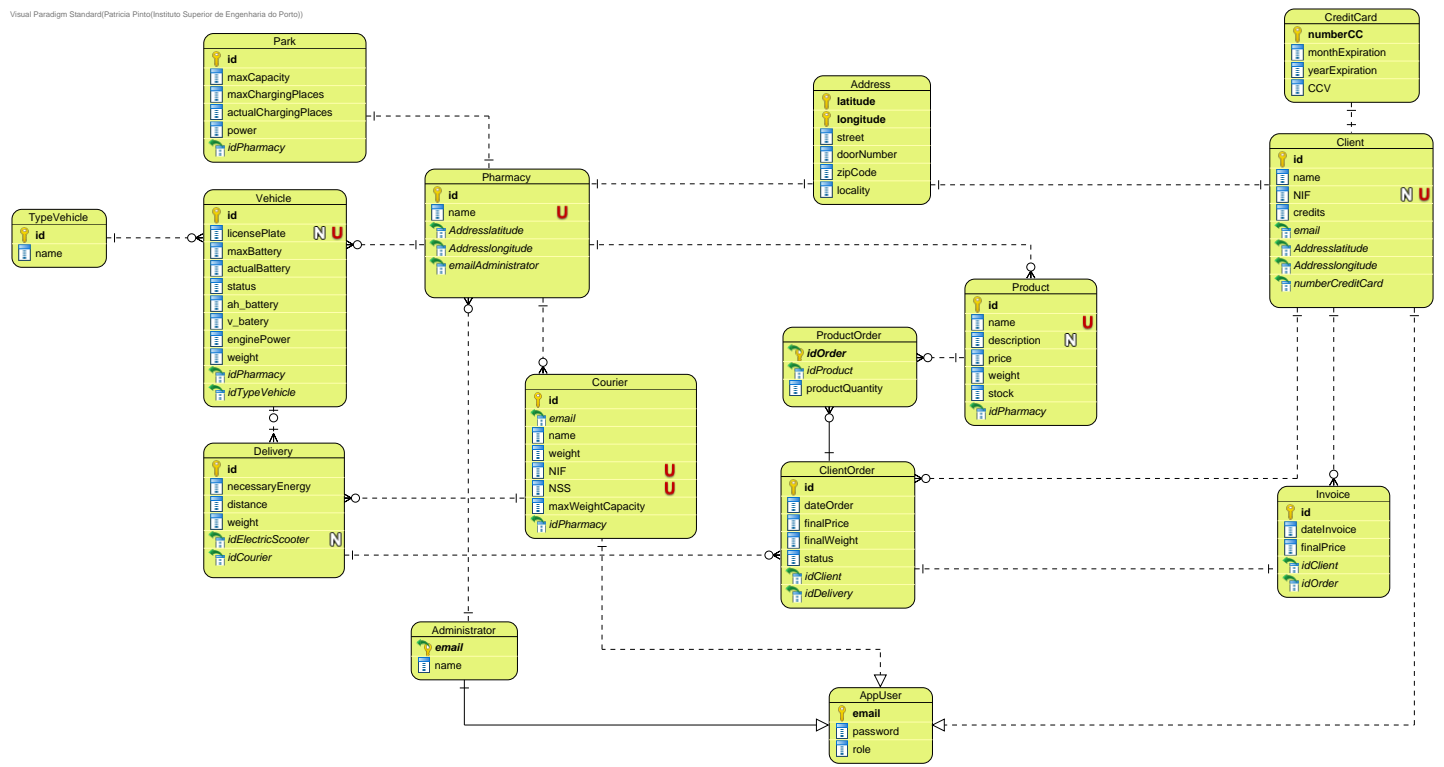 Visual Paradigm Standard(Patricia Pinto(Instituto Superior de Engenharia do Porto))
CreditCard
numberCC
monthExpiration
yearExpiration
CCV
Park
id
maxCapacity
maxChargingPlaces
actualChargingPlaces
power
idPharmacy
Address
latitude
longitude
street
doorNumber
zipCode
locality
Client
id
name
NIF N U
credits
email
Addresslatitude
Addresslongitude
numberCreditCard
Pharmacy
id
name U
Addresslatitude
Addresslongitude
emailAdministrator
Vehicle
id
licensePlate N U
maxBattery
actualBattery
status
ah_battery
v_batery
enginePower
weight
idPharmacy
idTypeVehicle
TypeVehicle
id
name
Product
id
name U
description N
price
weight
stock
idPharmacy
ProductOrder
idOrder
idProduct
productQuantity
Courier
id
email
name
weight
NIF U
NSS U
maxWeightCapacity
idPharmacy
Delivery
id
necessaryEnergy
distance
weight
idElectricScooter N
idCourier
ClientOrder
id
dateOrder
finalPrice
finalWeight
status
idClient
idDelivery
Invoice
id
dateInvoice
finalPrice
idClient
idOrder
Administrator
email
name
AppUser
email
password
role